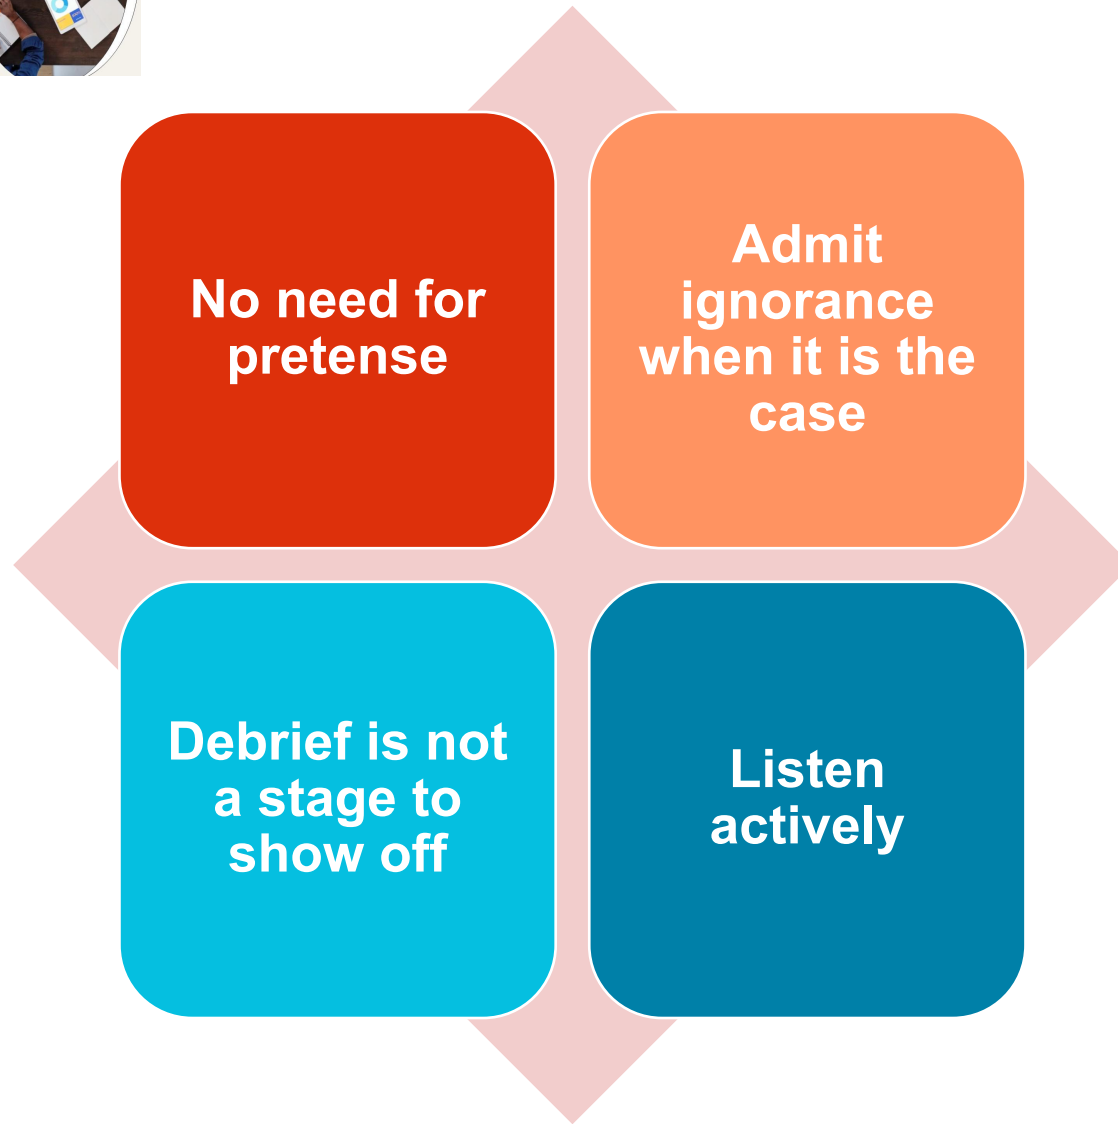 No need for
pretense
Admit
ignorance
when it is the
case
Debrief is not
a stage to
show off
Listen
actively